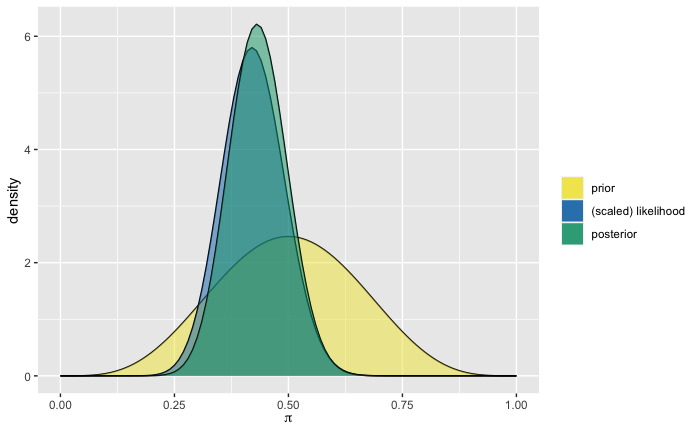 6
4
2
0
density
0.00 0.25 0.50 0.75 1.00
π
prior
(scaled) likelihood
posterior